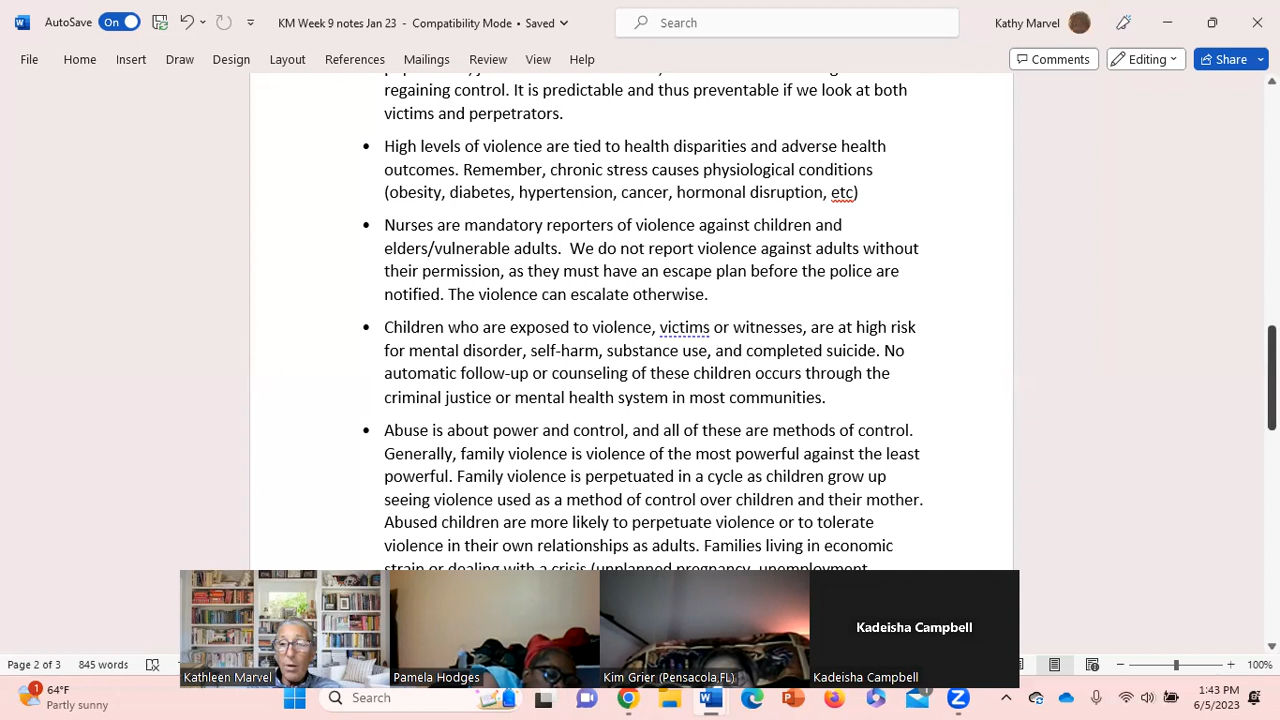 AutoSave On KM Week 9 notes Jan 23 - Compatibility Mode • Saved Search Kathy Marvel
File Home Insert Draw Design Layout References Mailings Review View Help Comments Editing Share
regaining control. It is predictable and thus preventable if we look at both
victims and perpetrators.
• High levels of violence are tied to health disparities and adverse health
outcomes. Remember, chronic stress causes physiological conditions
(obesity, diabetes, hypertension, cancer, hormonal disruption, etc)
• Nurses are mandatory reporters of violence against children and
elders/vulnerable adults.  We do not report violence against adults without
their permission, as they must have an escape plan before the police are
notified. The violence can escalate otherwise.
• Children who are exposed to violence, victims or witnesses, are at high risk
for mental disorder, self-harm, substance use, and completed suicide. No
automatic follow-up or counseling of these children occurs through the
criminal justice or mental health system in most communities.
• Abuse is about power and control, and all of these are methods of control.
Generally, family violence is violence of the most powerful against the least
powerful. Family violence is perpetuated in a cycle as children grow up
seeing violence used as a method of control over children and their mother.
Abused children are more likely to perpetuate violence or to tolerate
violence in their own relationships as adults. Families living in economic
strain or dealing with a crisis (unplanned pregnancy, unemployment,
Kadeisha Campbell
Kathleen Marvel Pamela Hodges Kim Grier (Pensacola,FL) Kadeisha Campbell
Page 2 of 3 845 words 100%
1 64°F
Partly sunny
Search
1
1:43 PM
6/5/2023